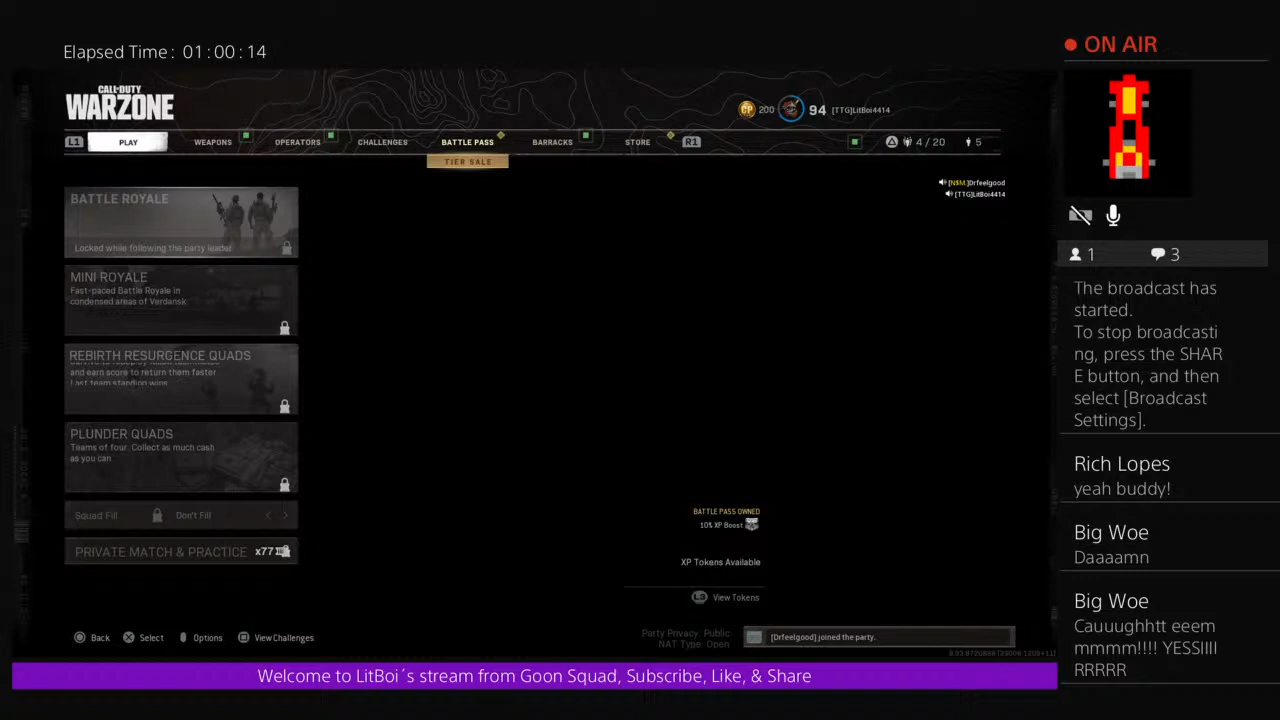 Elapsed Time: 01:00:14
ON AIR
CALL OF DUTY
WARZONE
200 94 [TTG]LitBoi4414
L1 PLAY WEAPONS OPERATORS CHALLENGES BATTLE PASS BARRACKS STORE R1 4 / 20 5
TIER SALE
[N$M.]Drfeelgood
[TTG]LitBoi4414
BATTLE ROYALE
Locked while following the party leader
MINI ROYALE
Fast-paced Battle Royale in
condensed areas of Verdansk.
REBIRTH RESURGENCE QUADS
and earn score to return them faster
Last team standing wins.
PLUNDER QUADS
Teams of four. Collect as much cash
as you can.
Squad Fill Don't Fill
PRIVATE MATCH & PRACTICE x771
BATTLE PASS OWNED
10% XP Boost
XP Tokens Available
L3 View Tokens
Party Privacy: Public
NAT Type: Open
[Drfeelgood] joined the party.
Back Select Options View Challenges
Welcome to LitBoi´s stream from Goon Squad, Subscribe, Like, & Share
1 3
The broadcast has
started.
To stop broadcasti
ng, press the SHAR
E button, and then
select [Broadcast
Settings].
Rich Lopes
yeah buddy!
Big Woe
Daaaamn
Big Woe
Cauuughhtt eeem
mmmm!!!! YESSIIII
RRRRR